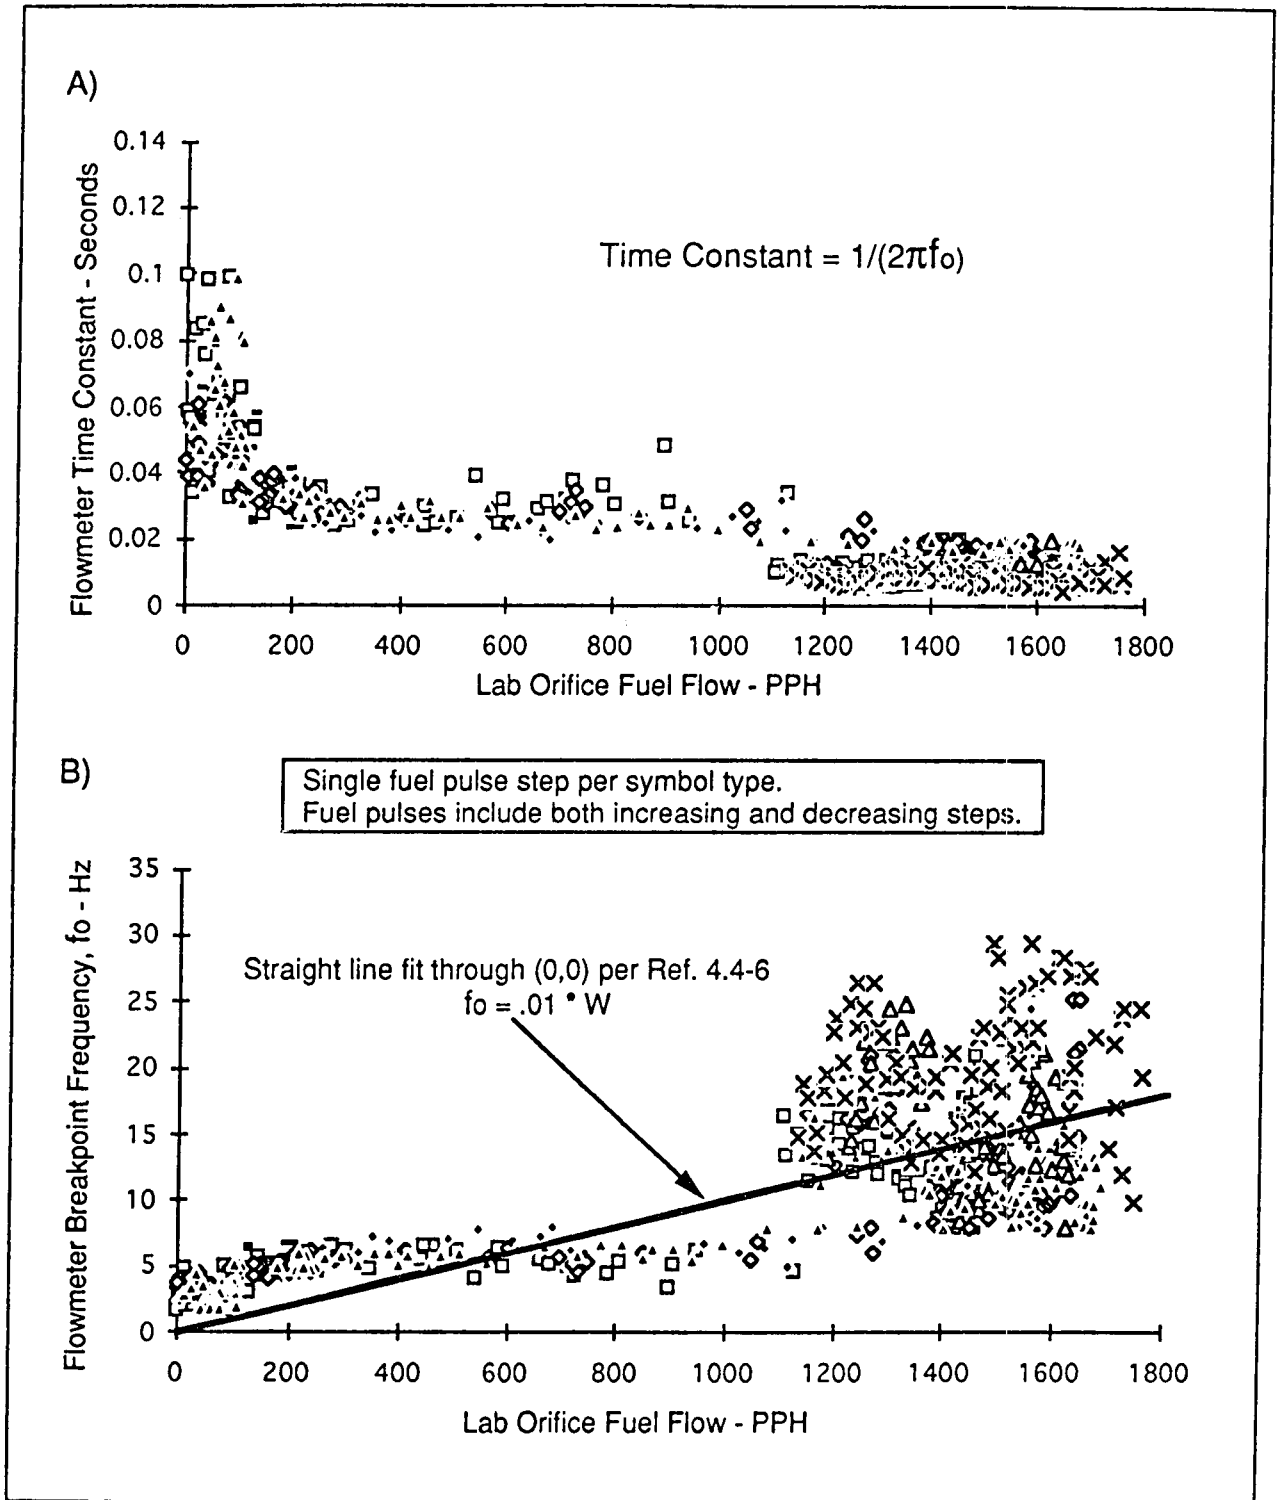 A)
Flowmeter Time Constant - Seconds
0.14
0.12
0.1
0.08
0.06
0.04
0.02
0
Time Constant = 1/(2πfo)
0 200 400 600 800 1000 1200 1400 1600 1800
Lab Orifice Fuel Flow - PPH
B)
Single fuel pulse step per symbol type.
Fuel pulses include both increasing and decreasing steps.
Flowmeter Breakpoint Frequency, fo - Hz
35
30
25
20
15
10
5
0
Straight line fit through (0,0) per Ref. 4.4-6
fo = .01 * W
0 200 400 600 800 1000 1200 1400 1600 1800
Lab Orifice Fuel Flow - PPH